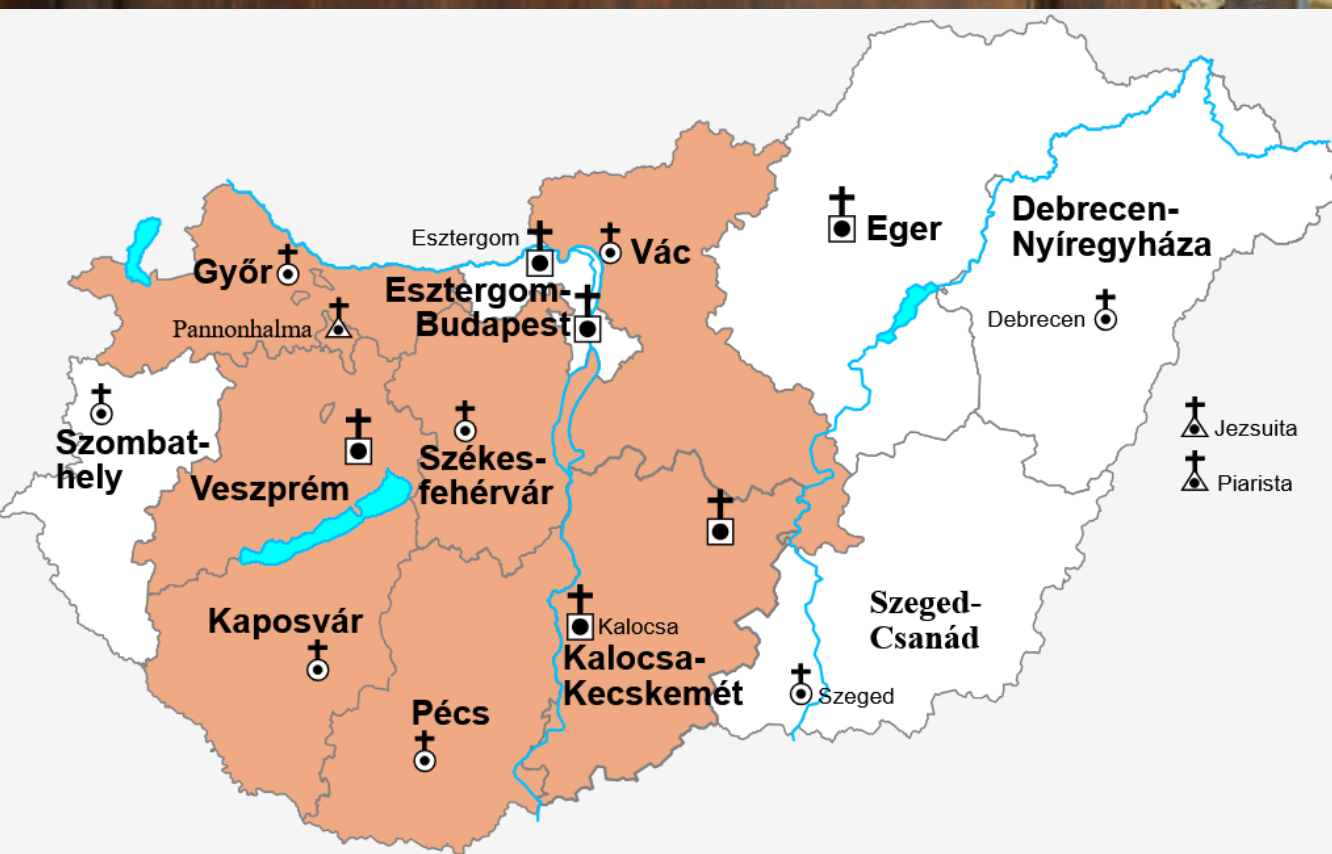 Esztergom
Vác
Győr
Esztergom-
Budapest
Pannonhalma
Eger
Debrecen-
Nyíregyháza
Debrecen
Szombat-
hely
Veszprém
Székes-
fehérvár
Jezsuita
Piarista
Kaposvár
Kalocsa
Kalocsa-
Kecskemét
Pécs
Szeged-
Csanád
Szeged